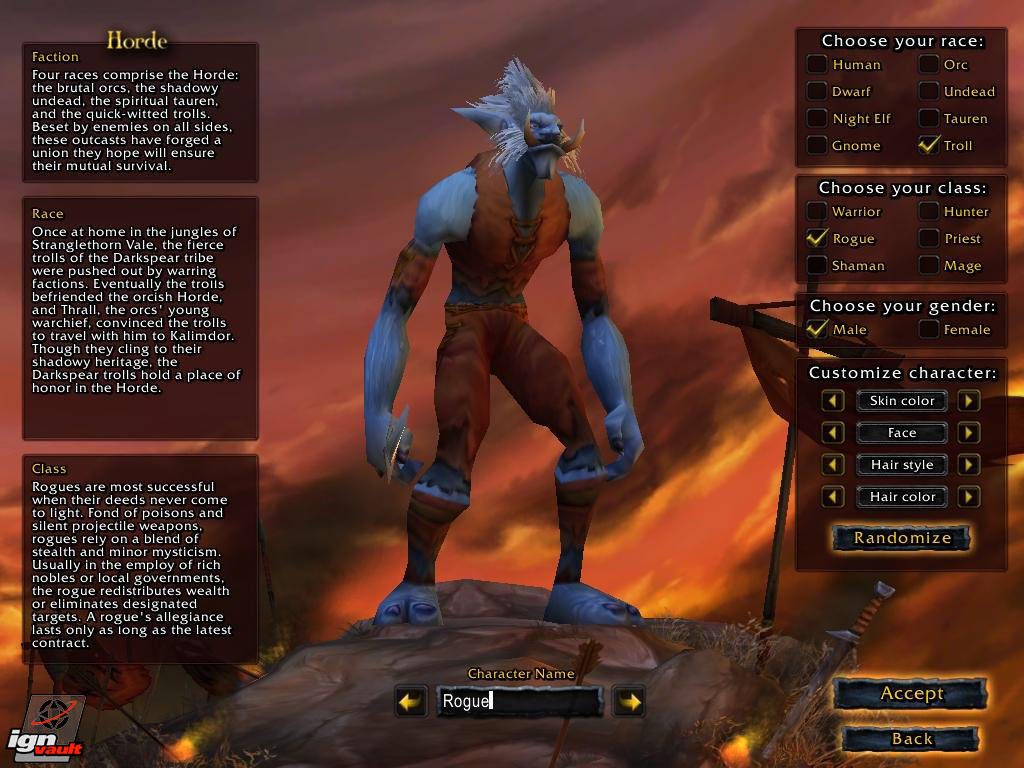 Horde
Faction
Four races comprise the Horde:
the brutal orcs, the shadowy
undead, the spiritual tauren,
and the quick-witted trolls.
Beset by enemies on all sides,
these outcasts have forged a
union they hope will ensure
their mutual survival.
Race
Once at home in the jungles of
Stranglethorn Vale, the fierce
trolls of the Darkspear tribe
were pushed out by warring
factions. Eventually the trolls
befriended the orcish Horde,
and Thrall, the orcs' young
warchief, convinced the trolls
to travel with him to Kalimdor.
Though they cling to their
shadowy heritage, the
Darkspear trolls hold a place of
honor in the Horde.
Class
Rogues are most successful
when their deeds never come
to light. Fond of poisons and
silent projectile weapons,
rogues rely on a blend of
stealth and minor mysticism.
Usually in the employ of rich
nobles or local governments,
the rogue redistributes wealth
or eliminates designated
targets. A rogue's allegiance
lasts only as long as the latest
contract.
ign
vault
Character Name
Rogue
Choose your race:
Human Orc
Dwarf Undead
Night Elf Tauren
Gnome Troll
Choose your class:
Warrior Hunter
Rogue Priest
Shaman Mage
Choose your gender:
Male Female
Customize character:
Skin color
Face
Hair style
Hair color
Randomize
Accept
Back